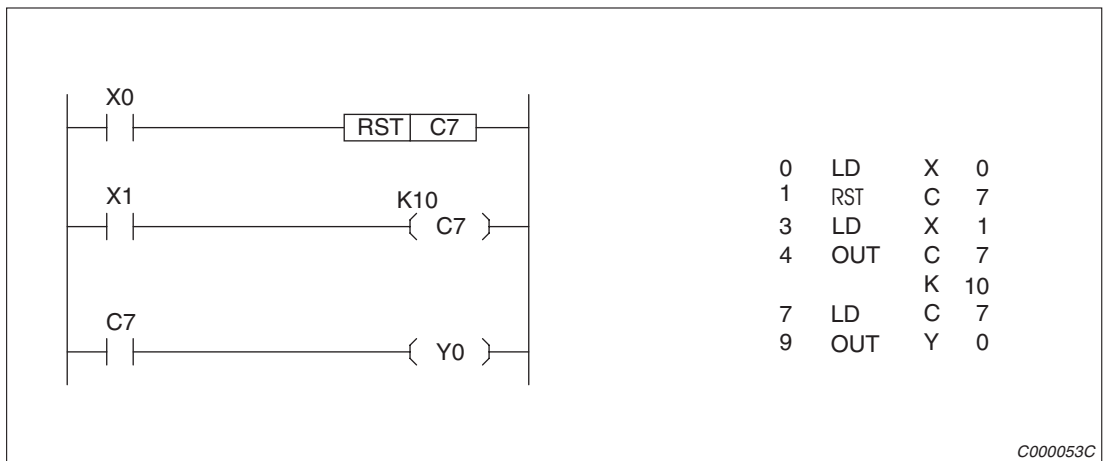 X0
RST C7
X1
K10
C7
C7
Y0
0 LD X 0
1 RST C 7
3 LD X 1
4 OUT C 7
K 10
7 LD C 7
9 OUT Y 0
C000053C